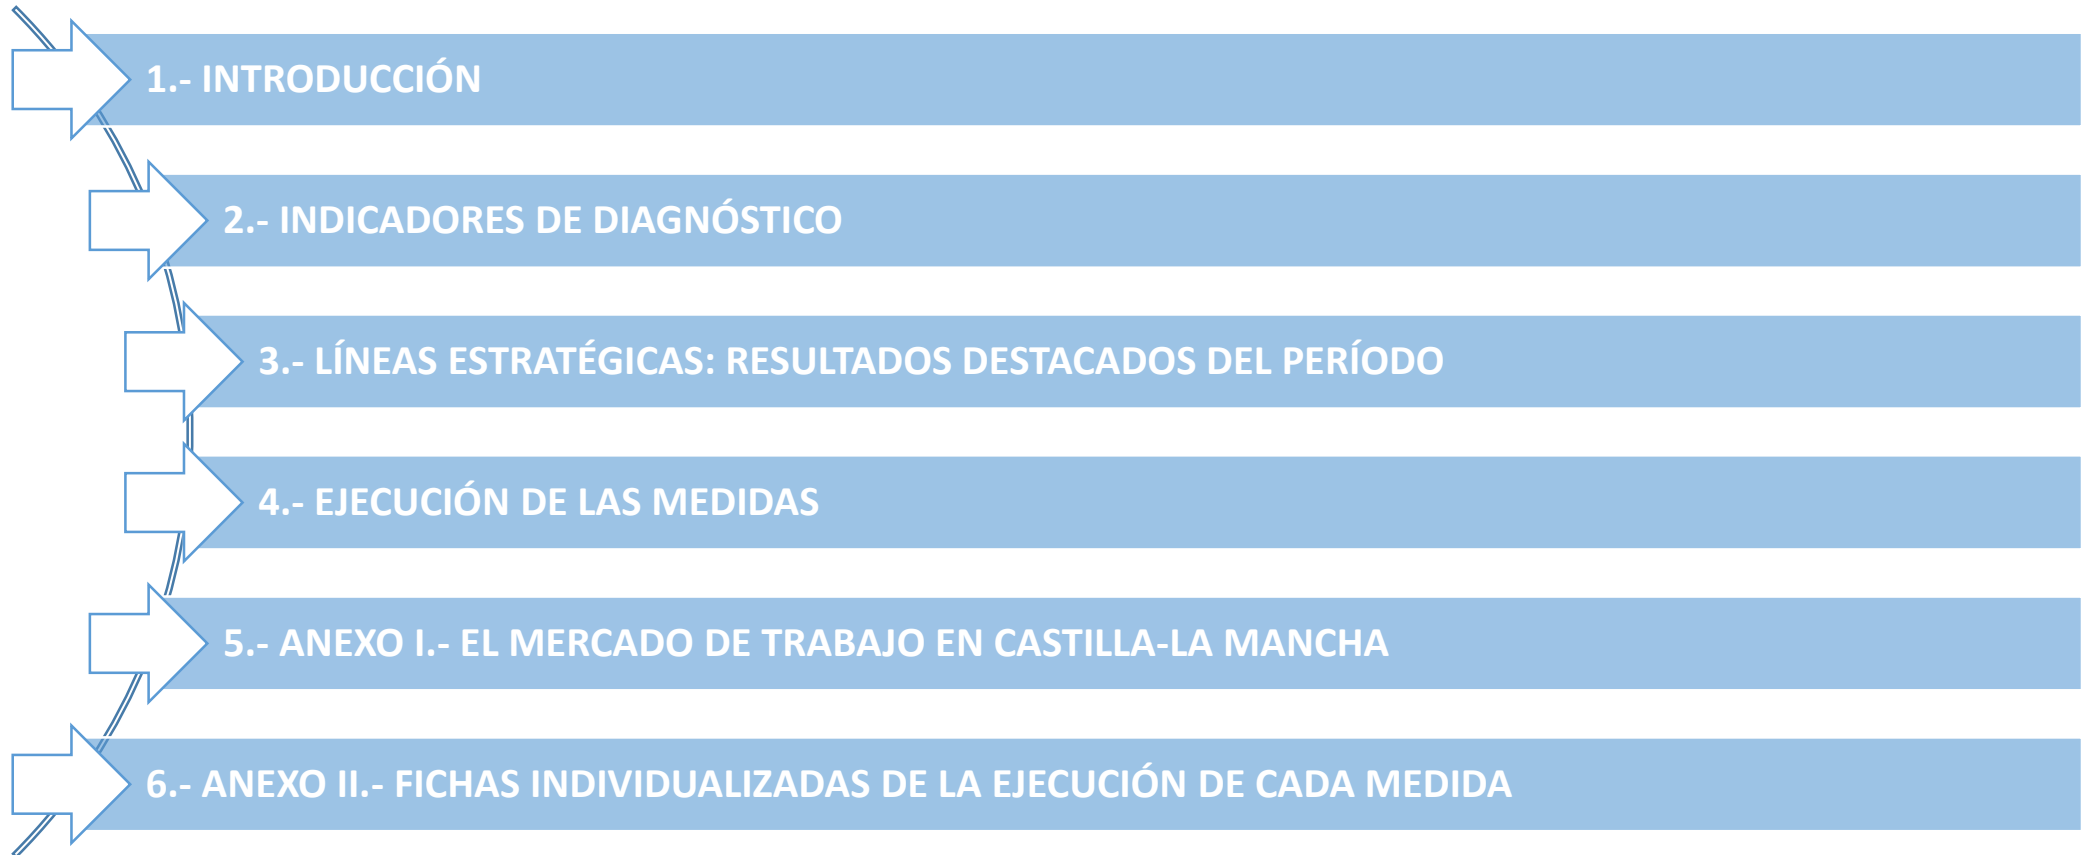 1.- INTRODUCCIÓN
2.- INDICADORES DE DIAGNÓSTICO
3.- LÍNEAS ESTRATÉGICAS: RESULTADOS DESTACADOS DEL PERÍODO
4.- EJECUCIÓN DE LAS MEDIDAS
5.- ANEXO I.- EL MERCADO DE TRABAJO EN CASTILLA-LA MANCHA
6.- ANEXO II.- FICHAS INDIVIDUALIZADAS DE LA EJECUCIÓN DE CADA MEDIDA